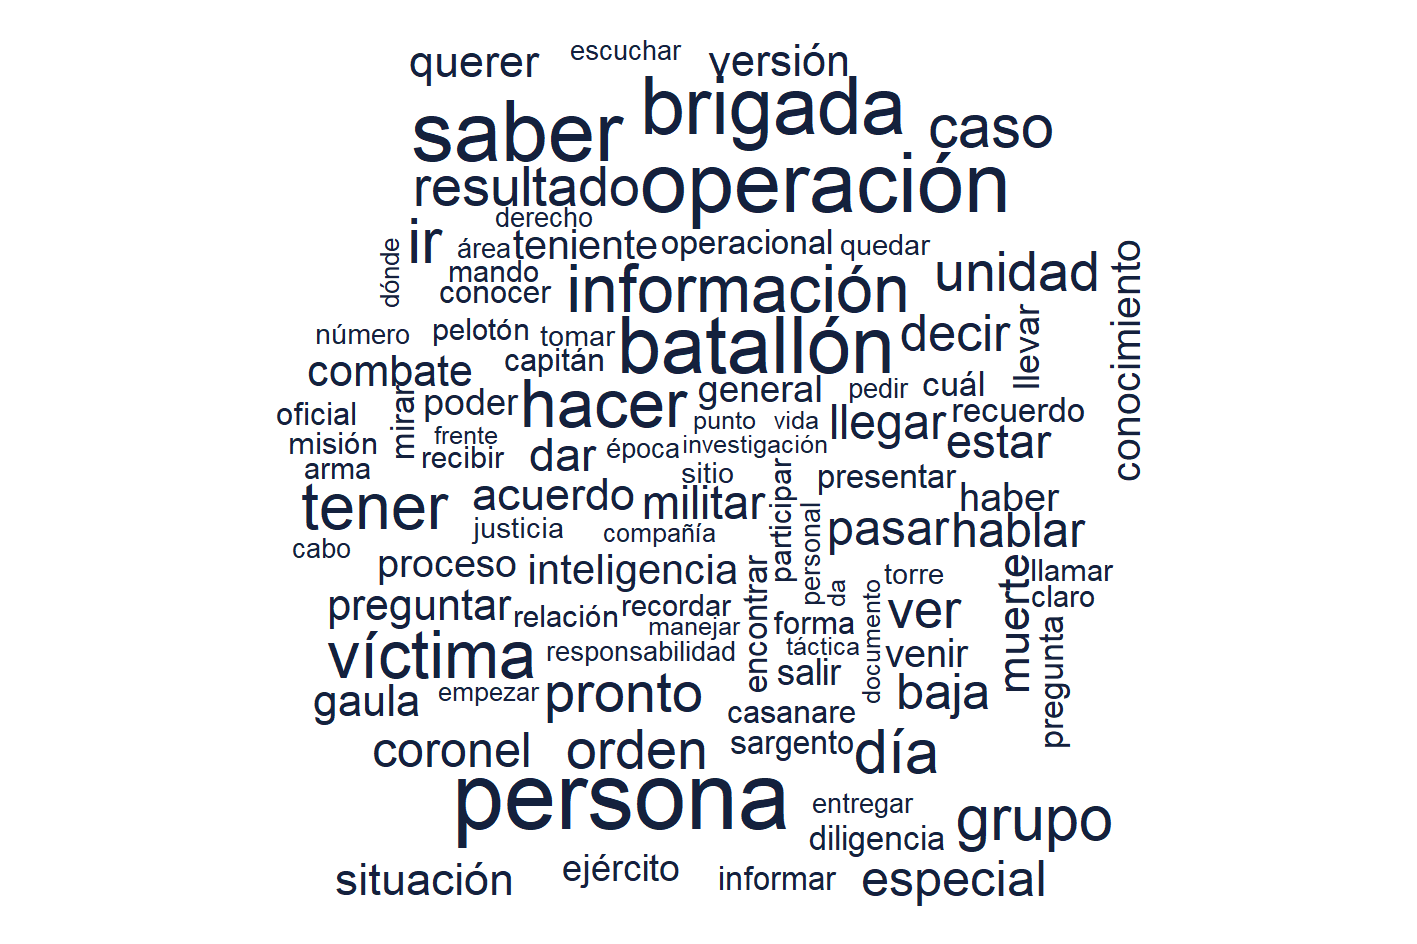 querer escuchar versión
saber brigada caso
resultado operación
derecho
ir área teniente operacional quedar
dónde mando información unidad conocimiento
conocer
número pelotón tomar batallón decir llevar
combate capitán
mirar poder hacer general pedir cuál
oficial punto vida llegar recuerdo
misión frente dar época investigación estar
arma recibir sitio
tener acuerdo militar participar presentar haber
justicia compañía personal pasar hablar
cabo
proceso inteligencia encontrar da torre muerte llamar
preguntar relación recordar forma documento ver claro
manejar
víctima responsabilidad táctica venir pregunta
salir
gaula empezar pronto casanare baja
coronel orden sargento día
persona entregar grupo
diligencia
situación ejército informar especial